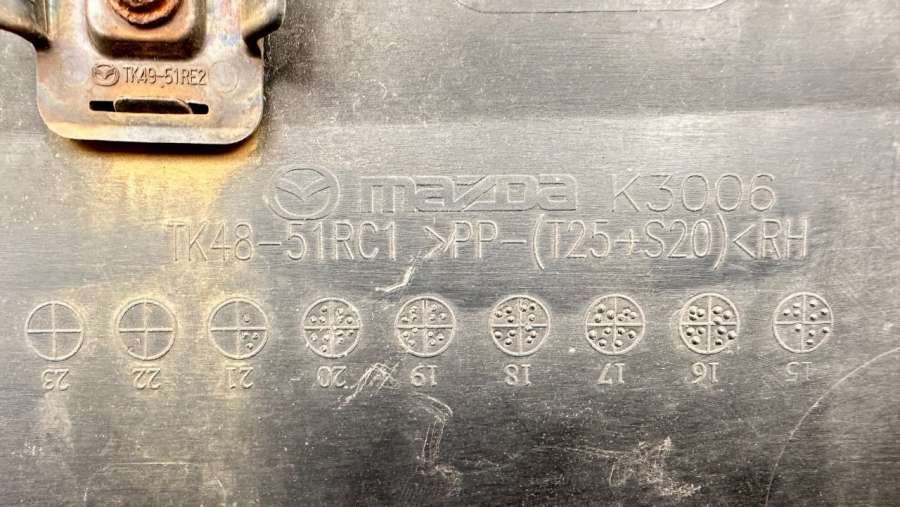 TK49-51RE2
mazda K3006
TK48-51RC1 >PP-(T25+S20)<RH
23 22 21 20 19 18 17 16 15